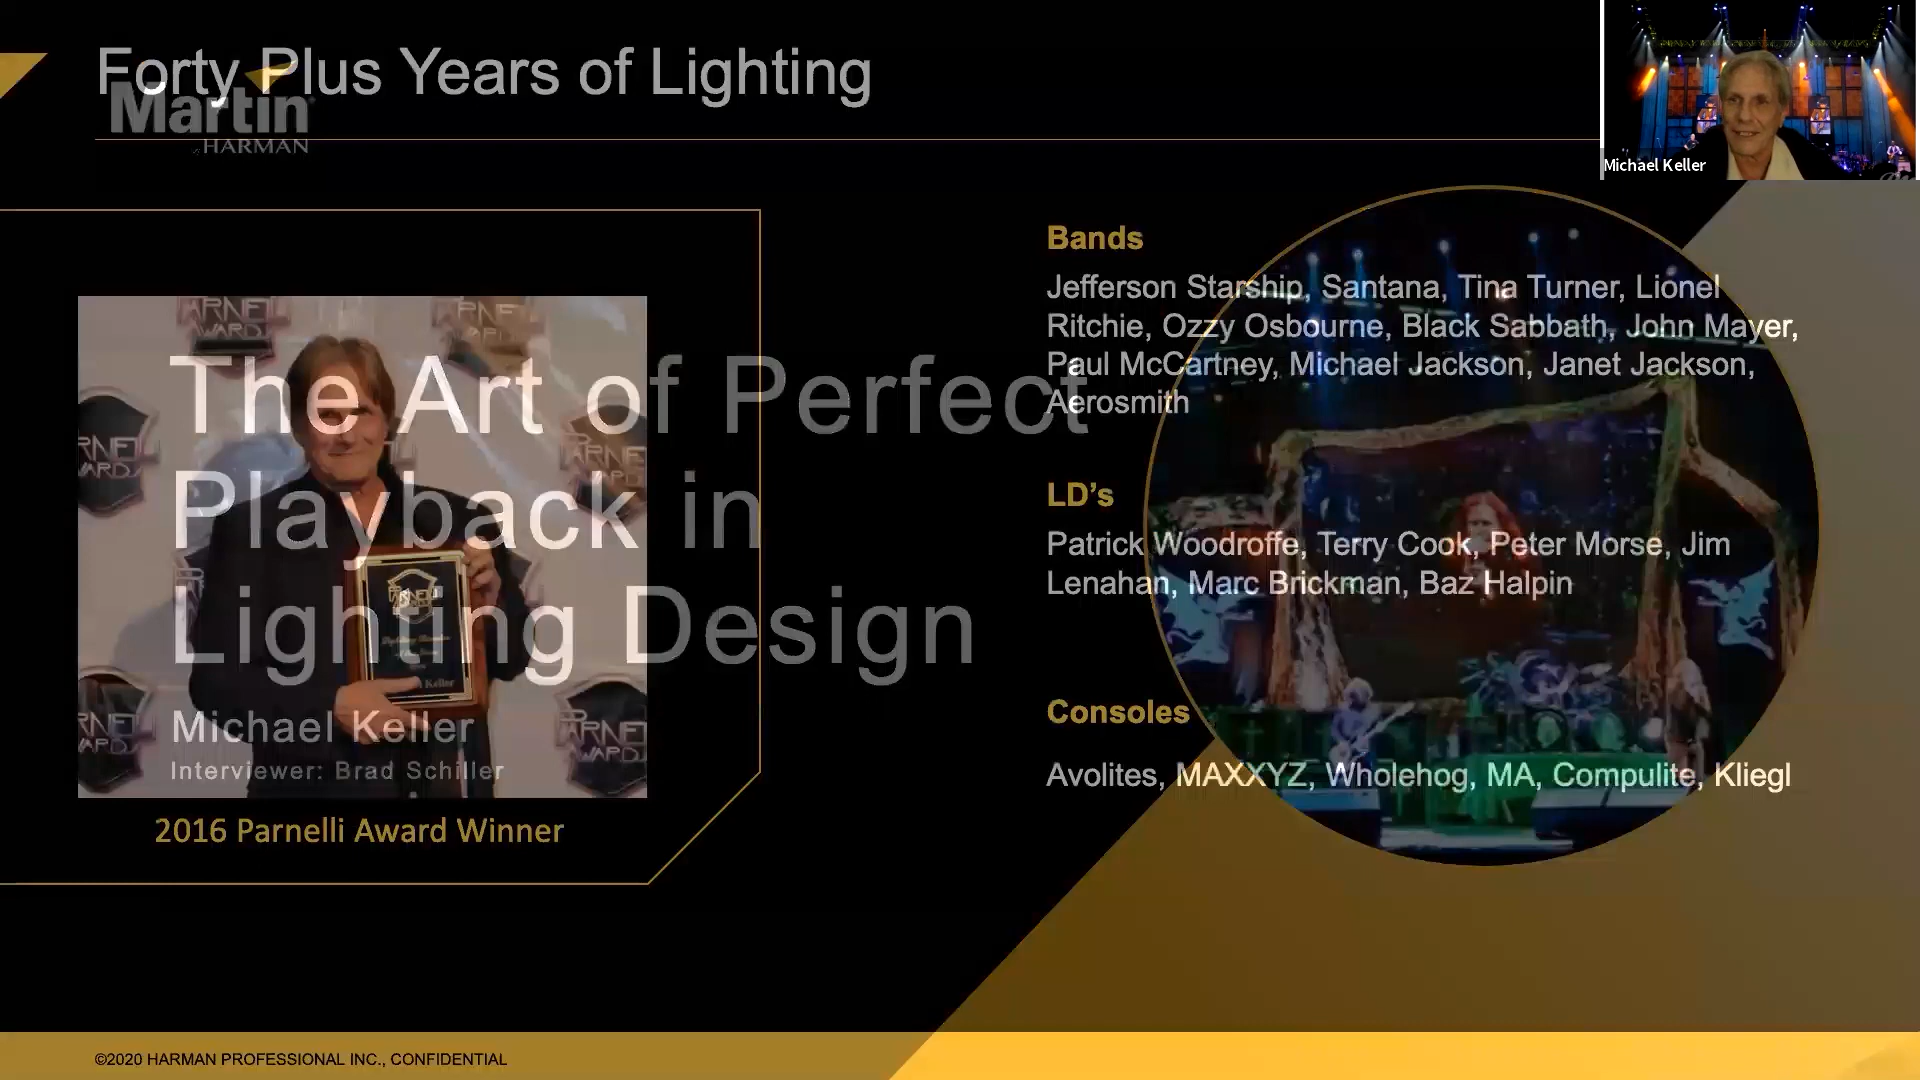 Forty Plus Years of Lighting
Martin
by HARMAN
Michael Keller
Bands
Jefferson Starship, Santana, Tina Turner, Lionel
Ritchie, Ozzy Osbourne, Black Sabbath, John Mayer,
Paul McCartney, Michael Jackson, Janet Jackson,
Aerosmith
LD's
Patrick Woodroffe, Terry Cook, Peter Morse, Jim
Lenahan, Marc Brickman, Baz Halpin
Consoles
Avolites, MAXXYZ, Wholehog, MA, Compulite, Kliegl
The Art of Perfect
Playback in
Lighting Design
Michael Keller
Interviewer: Brad Schiller
2016 Parnelli Award Winner
©2020 HARMAN PROFESSIONAL INC., CONFIDENTIAL